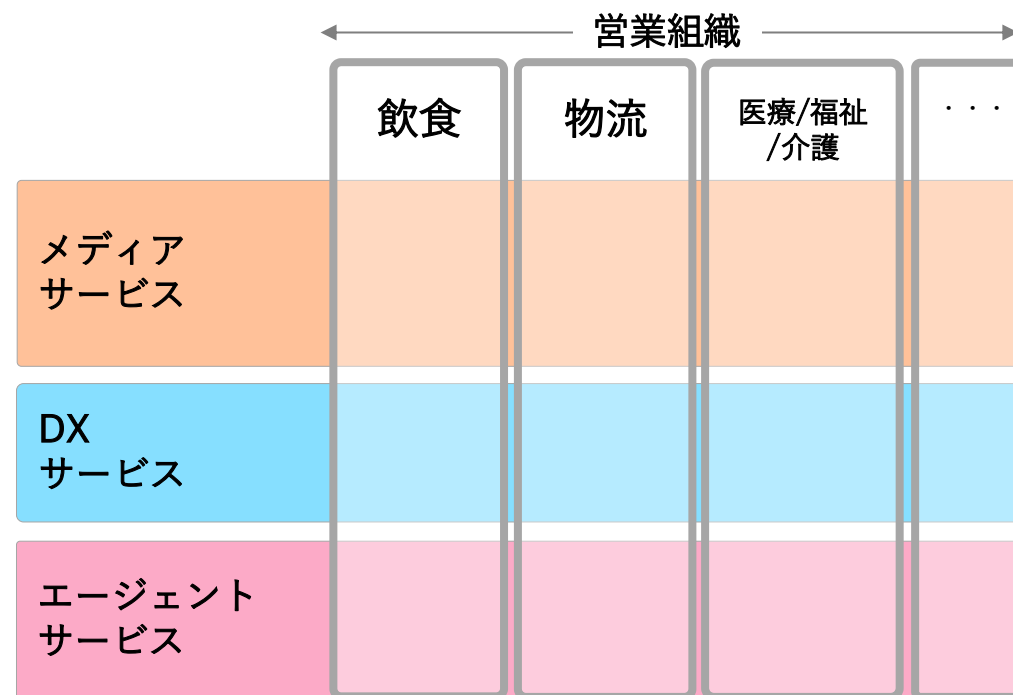 営業組織
飲食
物流
医療/福祉
/介護
・・・
メディア
サービス
DX
サービス
エージェント
サービス